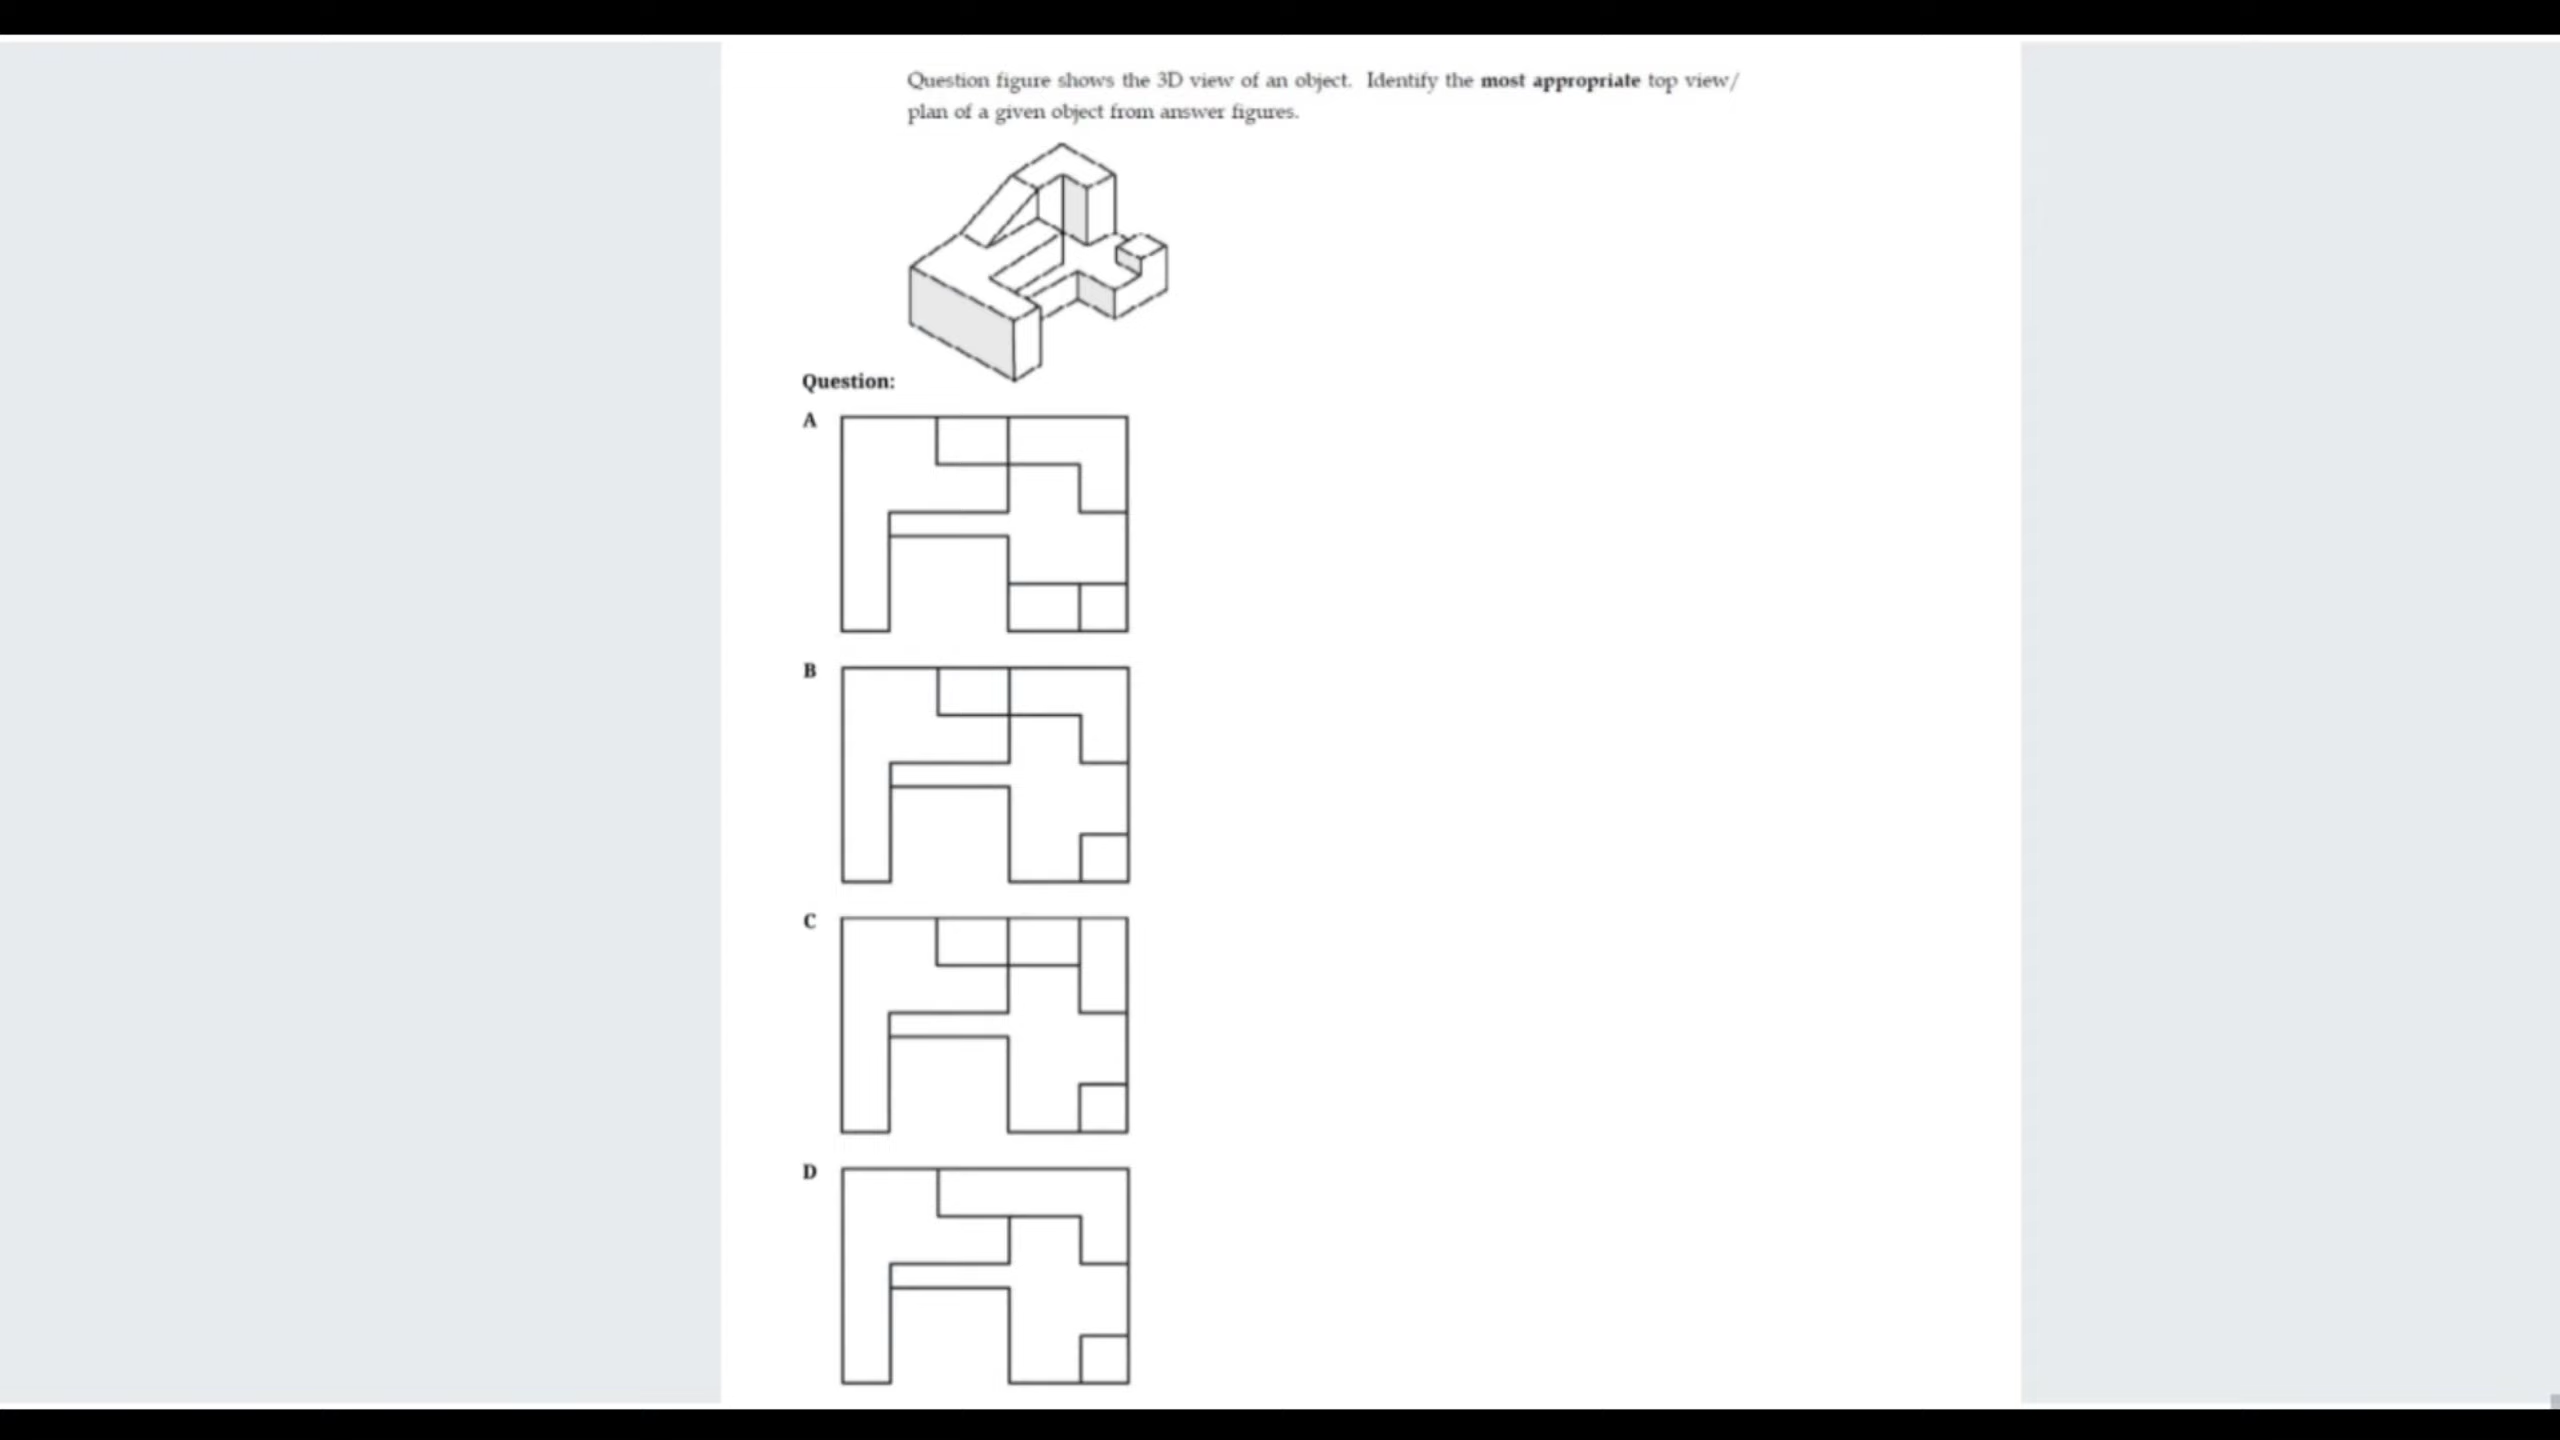 Question figure shows the 3D view of an object. Identify the most appropriate top view/
plan of a given object from answer figures.
Question:
A
B
C
D